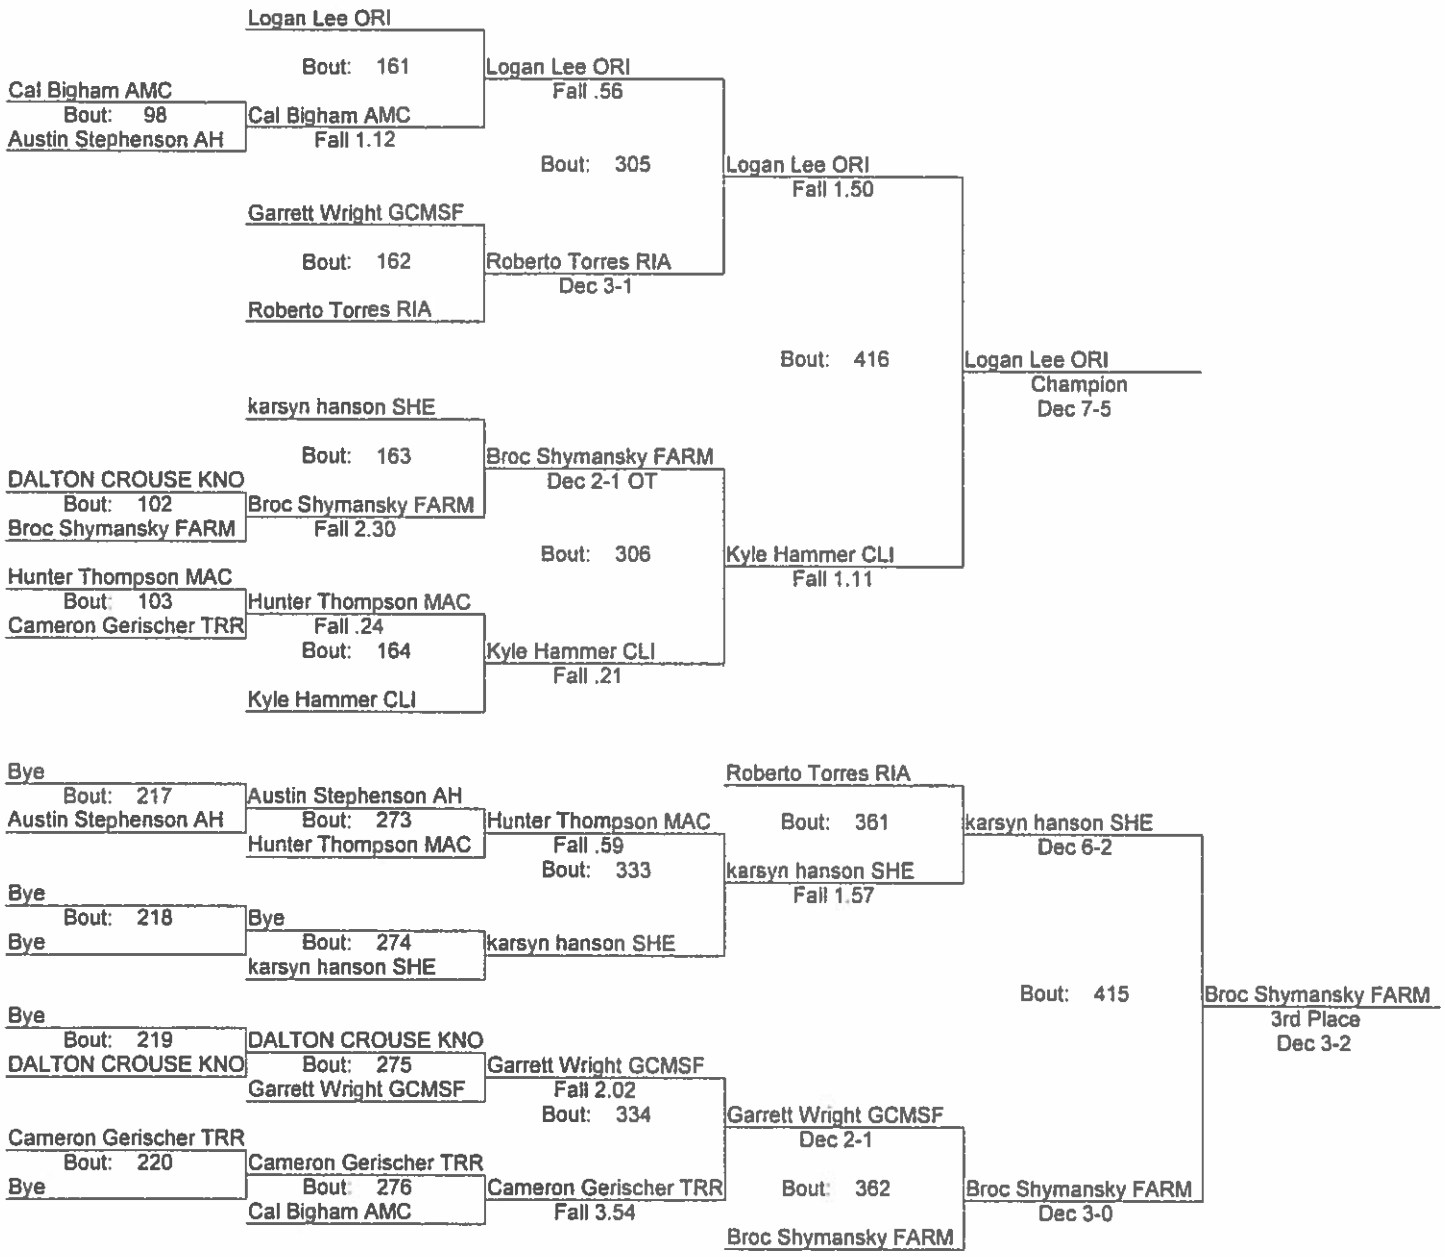 Logan Lee ORI
Bout: 161
Logan Lee ORI
Cal Bigham AMC
Fall .56
Bout: 98
Cal Bigham AMC
Austin Stephenson AH
Fall 1.12
Bout: 305
Logan Lee ORI
Fall 1.50
Garrett Wright GCMSF
Bout: 162
Roberto Torres RIA
Dec 3-1
Roberto Torres RIA
Bout: 416
Logan Lee ORI
Champion
Dec 7-5
karsyn hanson SHE
Bout: 163
Broc Shymansky FARM
DALTON CROUSE KNO
Dec 2-1 OT
Bout: 102
Broc Shymansky FARM
Broc Shymansky FARM
Fall 2.30
Bout: 306
Kyle Hammer CLI
Hunter Thompson MAC
Fall 1.11
Bout: 103
Hunter Thompson MAC
Cameron Gerischer TRR
Fall .24
Bout: 164
Kyle Hammer CLI
Fall .21
Kyle Hammer CLI
Bye
Roberto Torres RIA
Bout: 217
Austin Stephenson AH
Austin Stephenson AH
Bout: 273
Hunter Thompson MAC
Bout: 361
karsyn hanson SHE
Hunter Thompson MAC
Fall .59
Dec 6-2
Bout: 333
karsyn hanson SHE
Bye
Fall 1.57
Bout: 218
Bye
Bye
Bout: 274
karsyn hanson SHE
karsyn hanson SHE
Bout: 415
Broc Shymansky FARM
Bye
3rd Place
Bout: 219
DALTON CROUSE KNO
Dec 3-2
DALTON CROUSE KNO
Bout: 275
Garrett Wright GCMSF
Garrett Wright GCMSF
Fall 2.02
Bout: 334
Garrett Wright GCMSF
Cameron Gerischer TRR
Dec 2-1
Bout: 220
Cameron Gerischer TRR
Bye
Bout: 276
Cameron Gerischer TRR
Bout: 362
Broc Shymansky FARM
Cal Bigham AMC
Fall 3.54
Dec 3-0
Broc Shymansky FARM